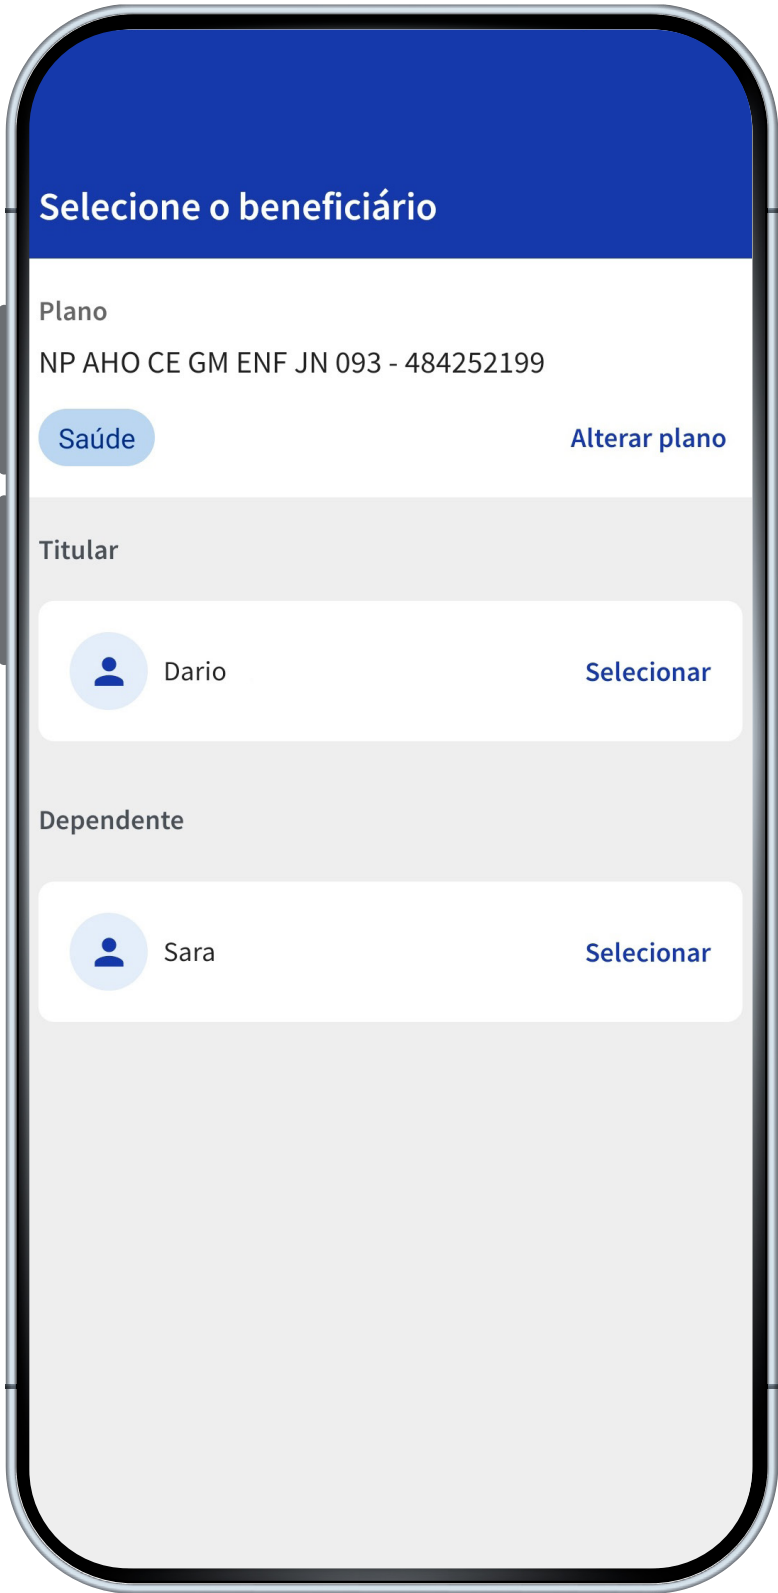 Selecione o beneficiário
Plano
NP AHO CE GM ENF JN 093 - 484252199
Saúde
Alterar plano
Titular
Dario
Selecionar
Dependente
Sara
Selecionar